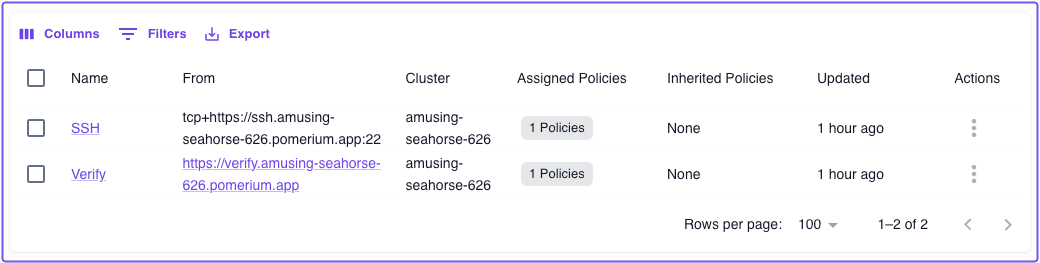 Columns Filters Export
Name From Cluster Assigned Policies Inherited Policies Updated Actions
SSH tcp+https://ssh.amusing-seahorse-626.pomerium.app:22 amusing-seahorse-626 1 Policies None 1 hour ago
Verify https://verify.amusing-seahorse-626.pomerium.app amusing-seahorse-626 1 Policies None 1 hour ago
Rows per page: 100 1–2 of 2